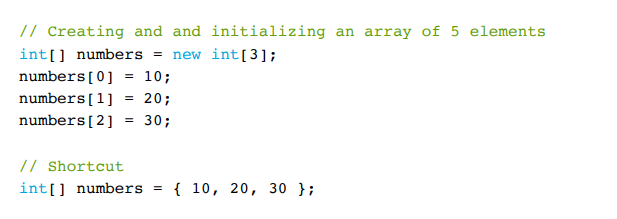 // Creating and and initializing an array of 5 elements
int[] numbers = new int[3];
numbers[0] = 10;
numbers[1] = 20;
numbers[2] = 30;
// Shortcut
int[] numbers = { 10, 20, 30 };